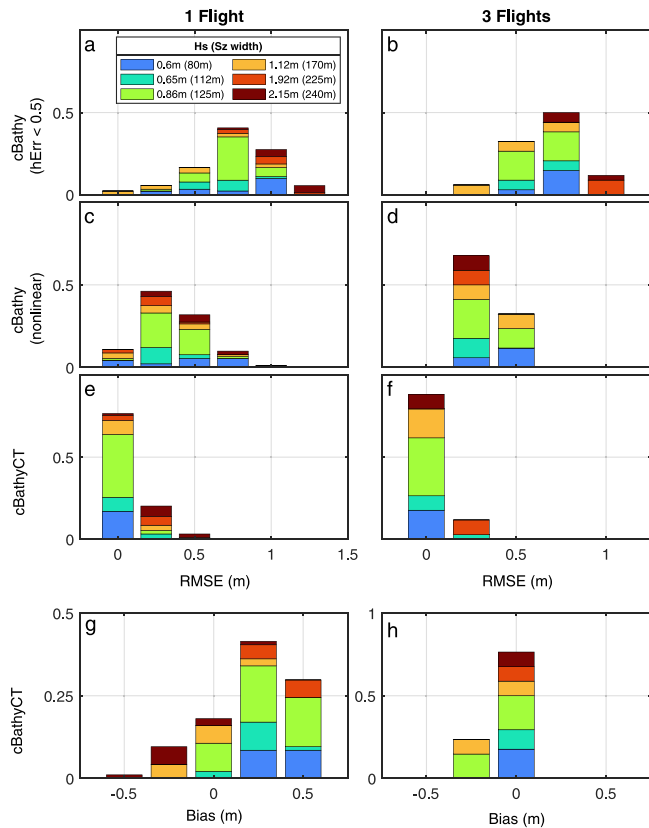 1 Flight
3 Flights
a
Hs (Sz width)
0.6m (80m)
1.12m (170m)
0.65m (112m)
1.92m (225m)
0.86m (125m)
2.15m (240m)
b
cBathy
(hErr < 0.5)
0.5
0
c
d
cBathy
(nonlinear)
0.5
0
e
f
cBathyCT
0.5
0
0
0.5
1
1.5
0
0.5
1
RMSE (m)
RMSE (m)
g
h
cBathyCT
0.5
0.25
0
1
0.5
0
-0.5
0
0.5
-0.5
0
0.5
Bias (m)
Bias (m)